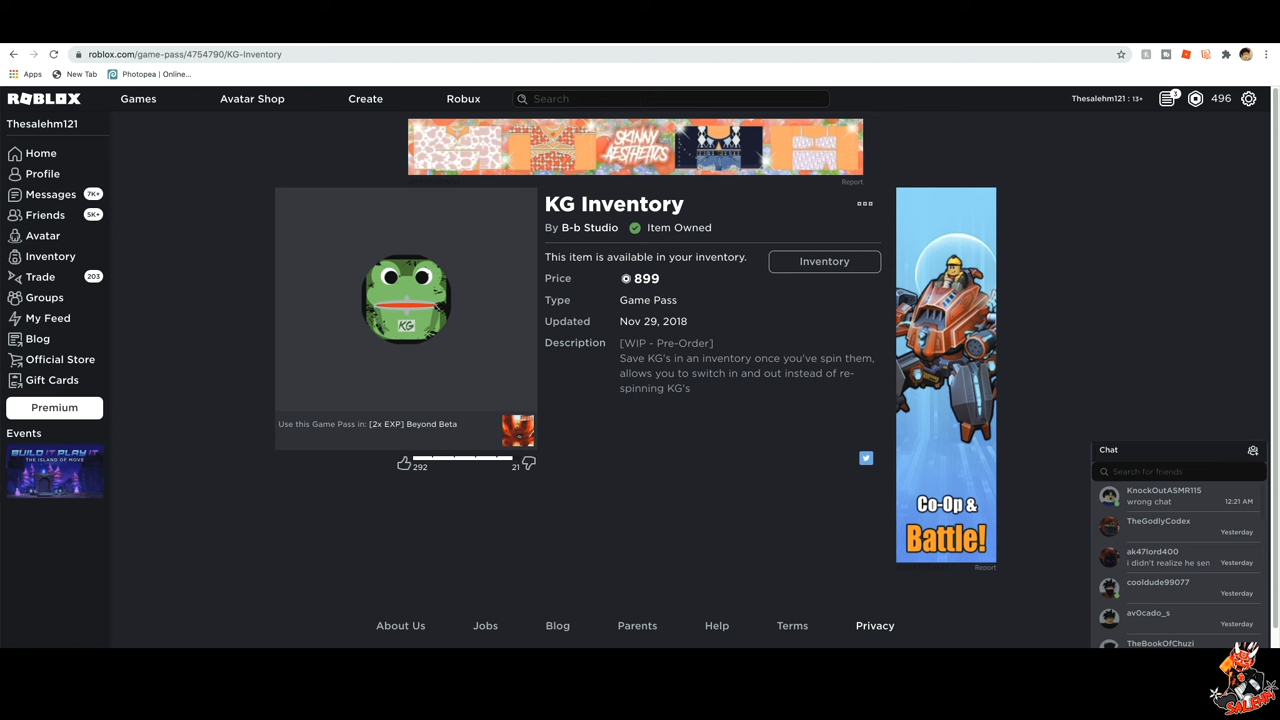 roblox.com/game-pass/4754790/KG-Inventory
Apps New Tab Photopea | Online...
ROBLOX Games Avatar Shop Create Robux Search Thesalehm121 : 13+ 3 496
Thesalehm121
Home
Profile
Messages 7K+
Friends 5K+
Avatar
Inventory
Trade 203
Groups
My Feed
Blog
Official Store
Gift Cards
Premium
Events
BUILD IT PLAY IT
THE ISLAND OF MOVE
SKINNY
AESTHETICS
Report
KG
Use this Game Pass in: [2x EXP] Beyond Beta
292 21
KG Inventory
By B-b Studio Item Owned
This item is available in your inventory. Inventory
Price 899
Type Game Pass
Updated Nov 29, 2018
Description [WIP - Pre-Order]
Save KG's in an inventory once you've spin them,
allows you to switch in and out instead of re-
spinning KG's
Co-Op &
Battle!
Report
Chat
Search for friends
KnockOutASMR115
wrong chat 12:21 AM
TheGodlyCodex
Yesterday
ak47lord400
i didn't realize he sen Yesterday
cooldude99077
Yesterday
av0cado_s
Yesterday
TheBookOfChuzi
About Us Jobs Blog Parents Help Terms Privacy
SALEHM